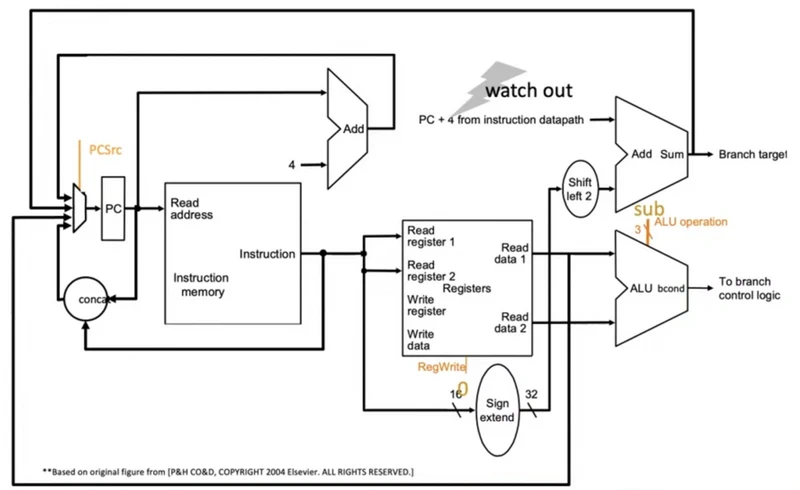 watch out
PC + 4 from instruction datapath
Add
4
PCSrc
PC
Read
address
Instruction
Instruction
memory
conca
Add Sum
Branch target
Shift
left 2
sub
3
ALU operation
ALU bcond
To branch
control logic
Read
register 1
Read
register 2
Registers
Write
register
Write
data
Read
data 1
Read
data 2
RegWrite
0
16
Sign
extend
32
**Based on original figure from [P&H CO&D, COPYRIGHT 2004 Elsevier. ALL RIGHTS RESERVED.]